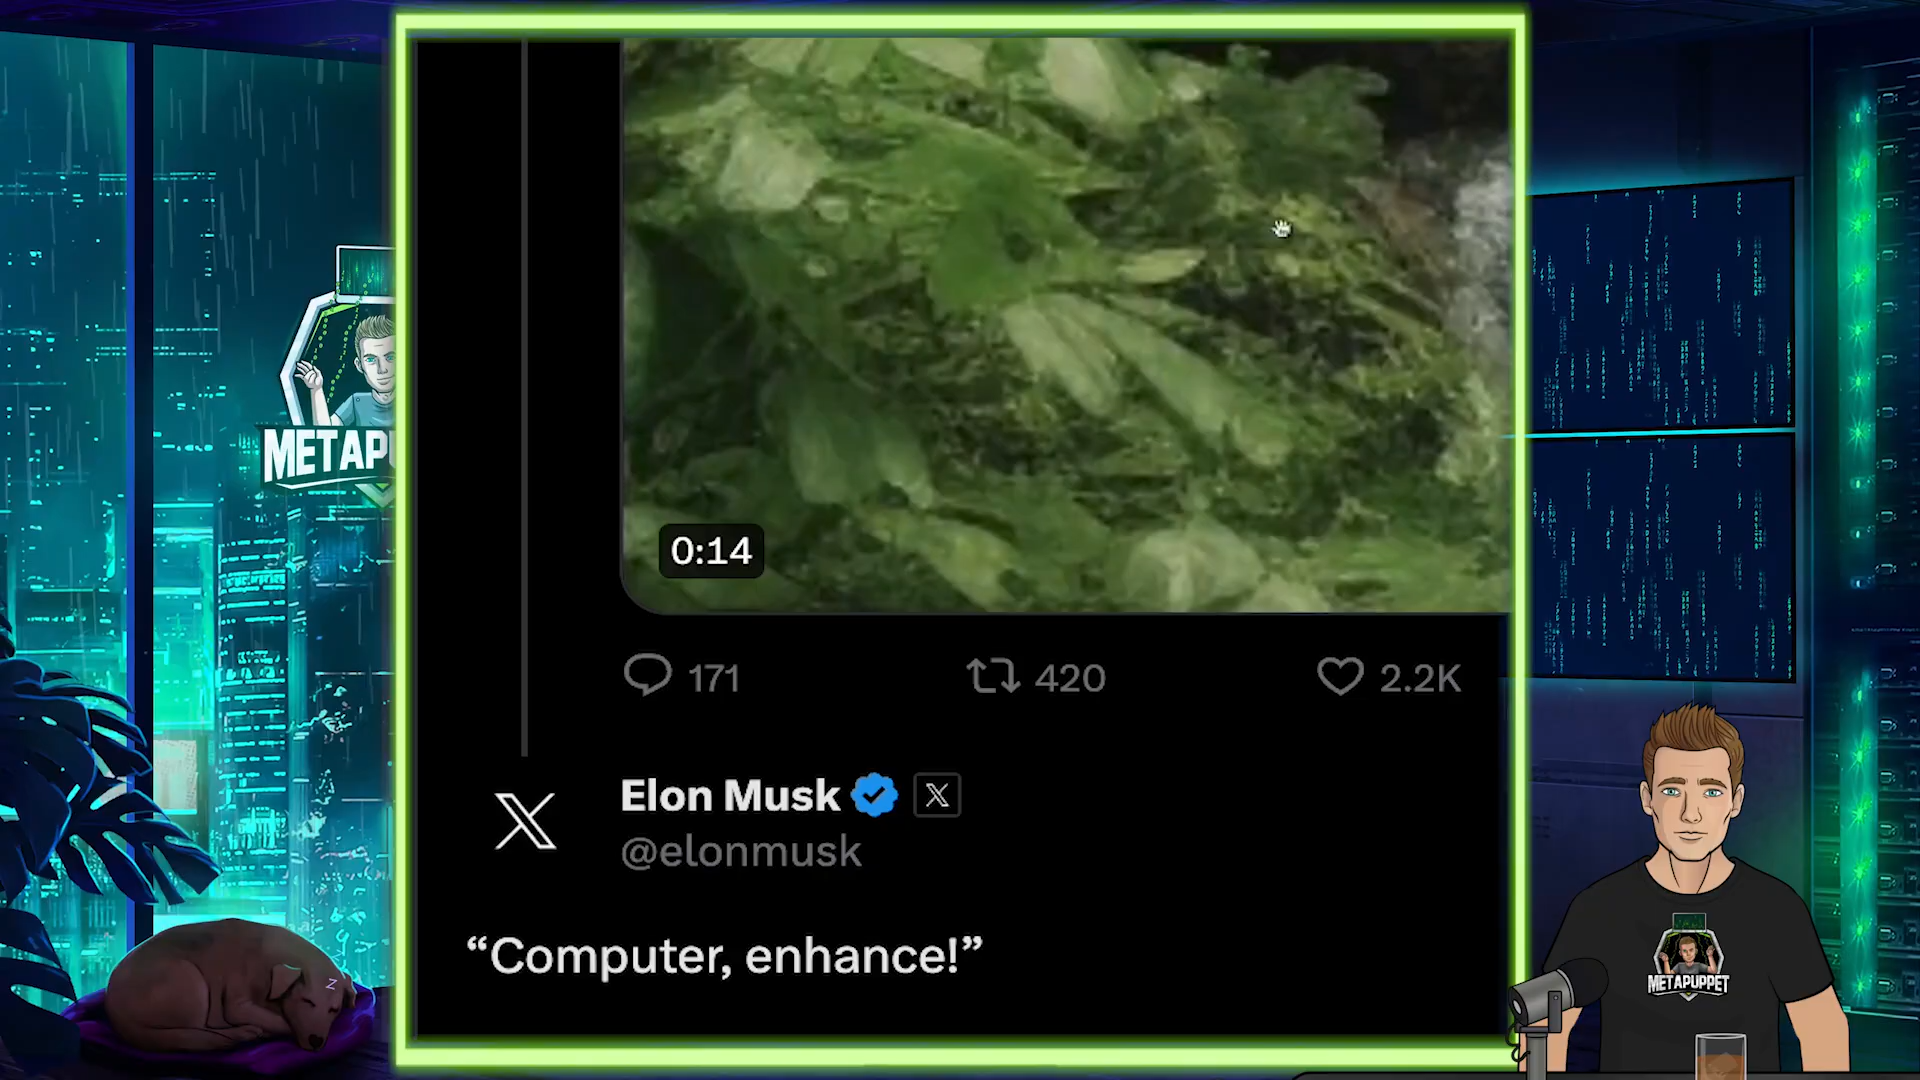 METAP
0:14
171
420
2.2K
Elon Musk
@elonmusk
“Computer, enhance!”
Z
METAPUPPET